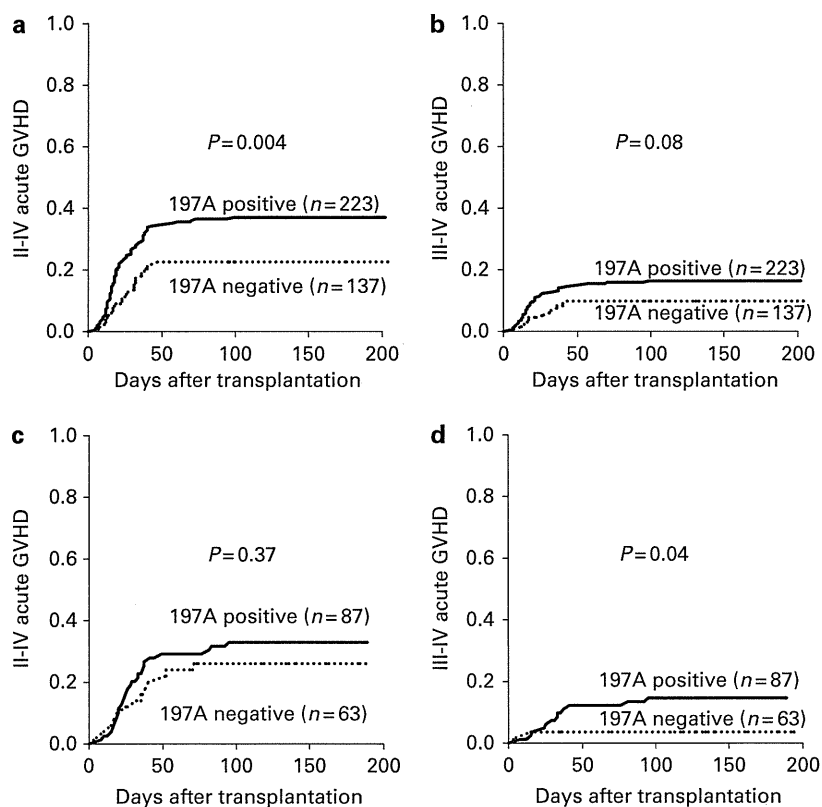 a
II-IV acute GVHD
1.0
0.8
0.6
0.4
0.2
0.0
P=0.004
197A positive (n=223)
197A negative (n=137)
0 50 100 150 200
Days after transplantation
b
III-IV acute GVHD
1.0
0.8
0.6
0.4
0.2
0.0
P=0.08
197A positive (n=223)
197A negative (n=137)
0 50 100 150 200
Days after transplantation
c
II-IV acute GVHD
1.0
0.8
0.6
0.4
0.2
0.0
P=0.37
197A positive (n=87)
197A negative (n=63)
0 50 100 150 200
Days after transplantation
d
III-IV acute GVHD
1.0
0.8
0.6
0.4
0.2
0.0
P=0.04
197A positive (n=87)
197A negative (n=63)
0 50 100 150 200
Days after transplantation